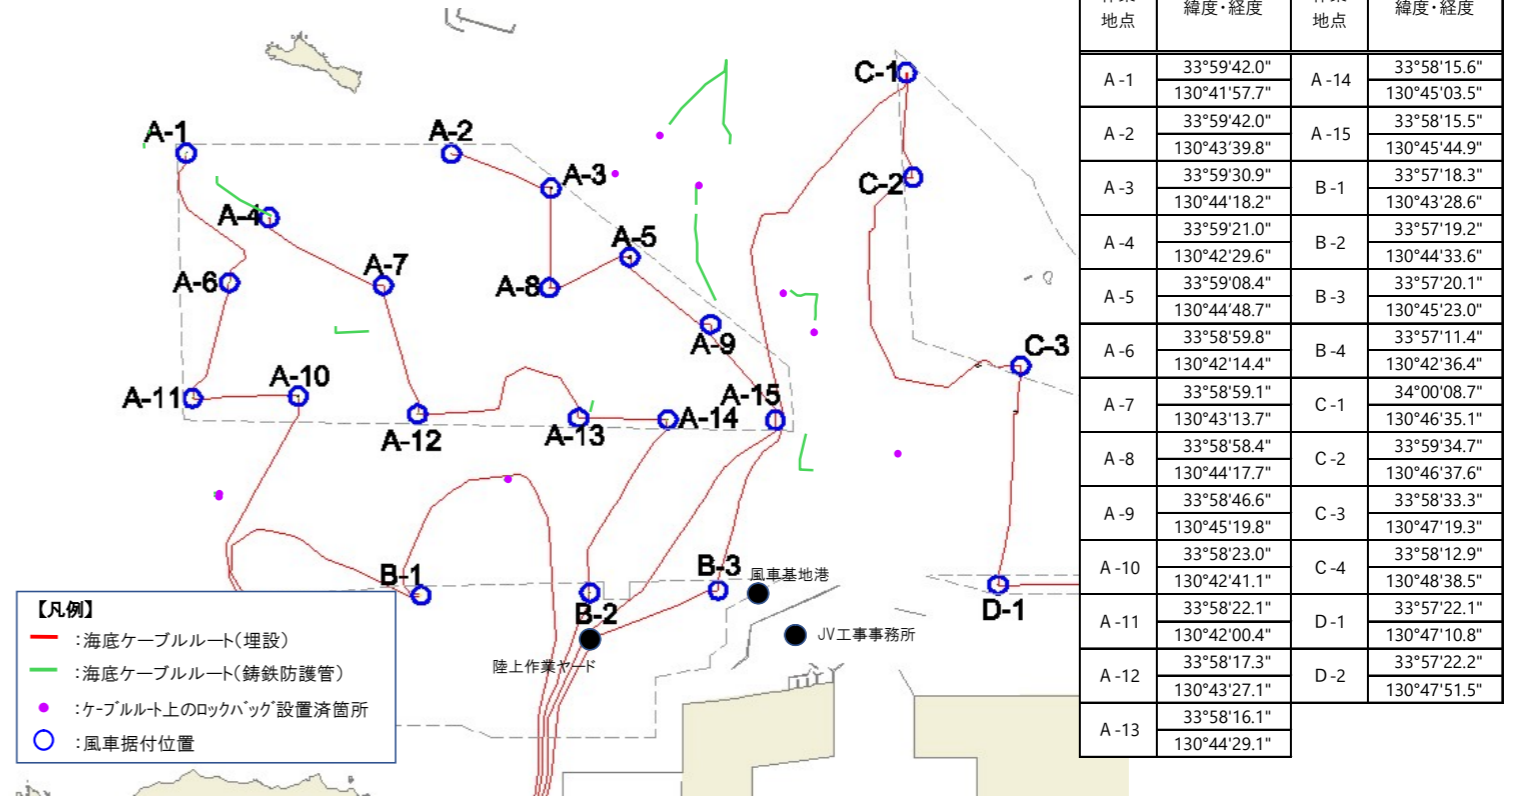 A-1
A-2
A-3
A-4
A-5
A-6
A-7
A-8
A-9
A-10
A-11
A-12
A-13
A-14
A-15
B-1
B-2
B-3
C-1
C-2
C-3
D-1
風車基地港
JV工事事務所
陸上作業ヤード
【凡例】
:海底ケーブルルート(埋設)
:海底ケーブルルート(鋳鉄防護管)
:ケーブルルート上のロックバッグ設置済箇所
:風車据付位置
地点 緯度・経度 地点 緯度・経度
A-1 33°59'42.0" 130°41'57.7"
A-2 33°59'42.0" 130°43'39.8"
A-3 33°59'30.9" 130°44'18.2"
A-4 33°59'21.0" 130°42'29.6"
A-5 33°59'08.4" 130°44'48.7"
A-6 33°58'59.8" 130°42'14.4"
A-7 33°58'59.1" 130°43'13.7"
A-8 33°58'58.4" 130°44'17.7"
A-9 33°58'46.6" 130°45'19.8"
A-10 33°58'23.0" 130°42'41.1"
A-11 33°58'22.1" 130°42'00.4"
A-12 33°58'17.3" 130°43'27.1"
A-13 33°58'16.1" 130°44'29.1"
A-14 33°58'15.6" 130°45'03.5"
A-15 33°58'15.5" 130°45'44.9"
B-1 33°57'18.3" 130°43'28.6"
B-2 33°57'19.2" 130°44'33.6"
B-3 33°57'20.1" 130°45'23.0"
B-4 33°57'11.4" 130°42'36.4"
C-1 34°00'08.7" 130°46'35.1"
C-2 33°59'34.7" 130°46'37.6"
C-3 33°58'33.3" 130°47'19.3"
C-4 33°58'12.9" 130°48'38.5"
D-1 33°57'22.1" 130°47'10.8"
D-2 33°57'22.2" 130°47'51.5"